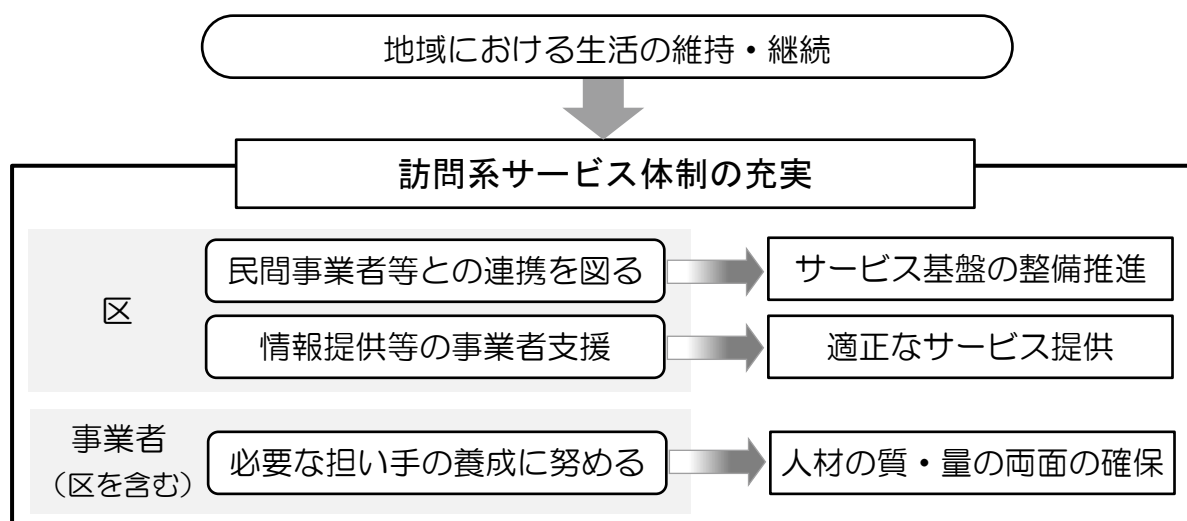 地域における生活の維持・継続
訪問系サービス体制の充実
区
民間事業者等との連携を図る
サービス基盤の整備推進
情報提供等の事業者支援
適正なサービス提供
事業者
（区を含む）
必要な担い手の養成に努める
人材の質・量の両面の確保